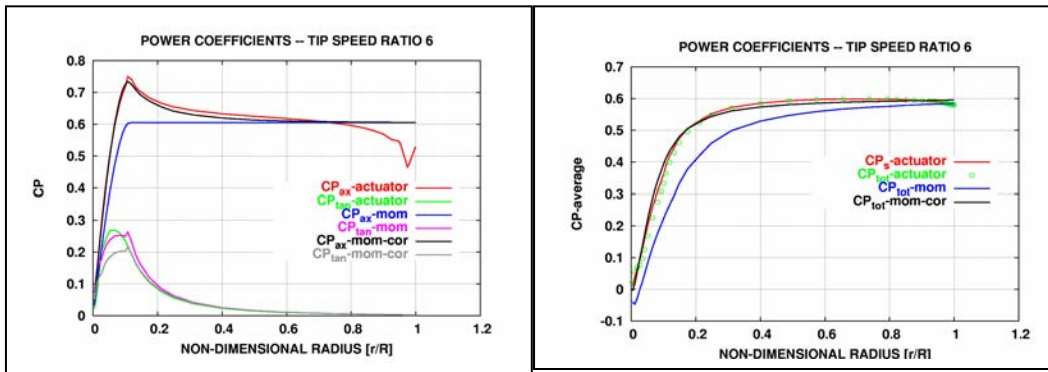 POWER COEFFICIENTS -- TIP SPEED RATIO 6
0.8
0.7
0.6
0.5
0.4
0.3
0.2
0.1
0
CP
CPax-actuator
CPtan-actuator
CPax-mom
CPtan-mom
CPax-mom-cor
CPtan-mom-cor
0 0.2 0.4 0.6 0.8 1 1.2
NON-DIMENSIONAL RADIUS [r/R]
POWER COEFFICIENTS -- TIP SPEED RATIO 6
0.7
0.6
0.5
0.4
0.3
0.2
0.1
0
-0.1
CP-average
CPs-actuator
CPtot-actuator
CPtot-mom
CPtot-mom-cor
0 0.2 0.4 0.6 0.8 1 1.2
NON-DIMENSIONAL RADIUS [r/R]